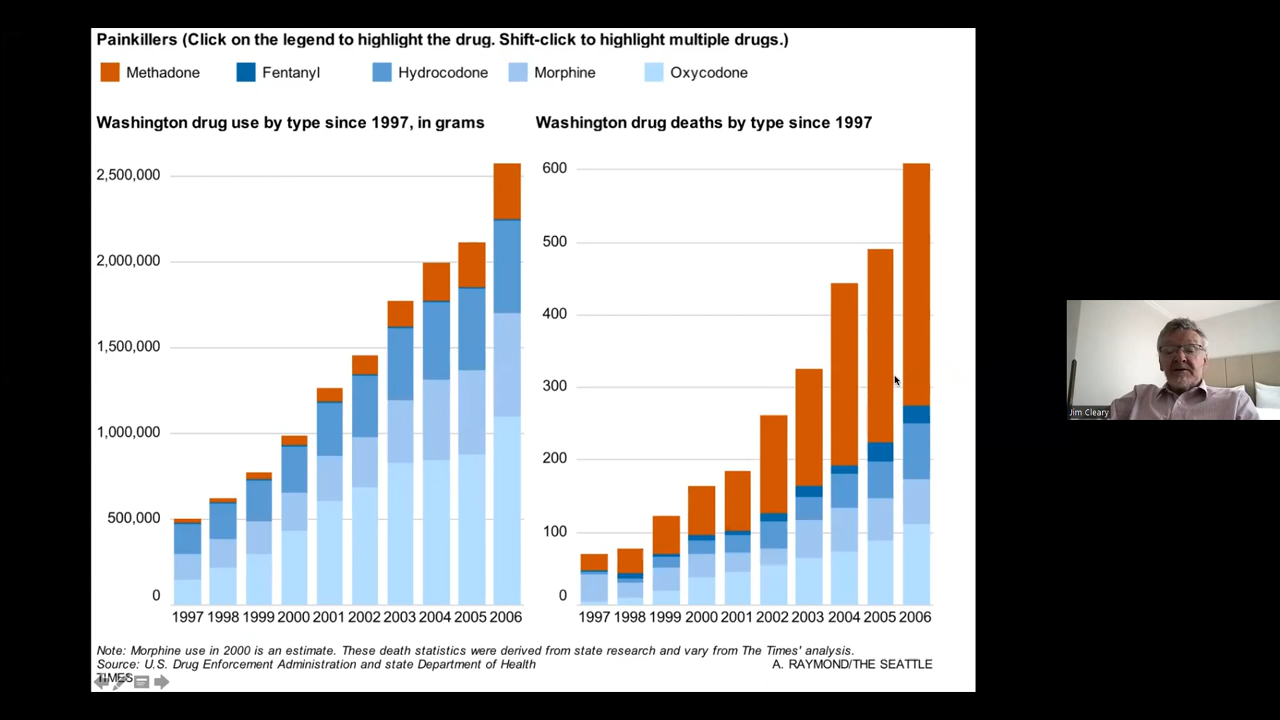 Painkillers (Click on the legend to highlight the drug. Shift-click to highlight multiple drugs.)
Methadone Fentanyl Hydrocodone Morphine Oxycodone
Washington drug use by type since 1997, in grams
2,500,000
2,000,000
1,500,000
1,000,000
500,000
0
1997 1998 1999 2000 2001 2002 2003 2004 2005 2006
Washington drug deaths by type since 1997
600
500
400
300
200
100
0
1997 1998 1999 2000 2001 2002 2003 2004 2005 2006
Note: Morphine use in 2000 is an estimate. These death statistics were derived from state research and vary from The Times' analysis.
Source: U.S. Drug Enforcement Administration and state Department of Health
A. RAYMOND/THE SEATTLE
TIMES
Jim Cleary